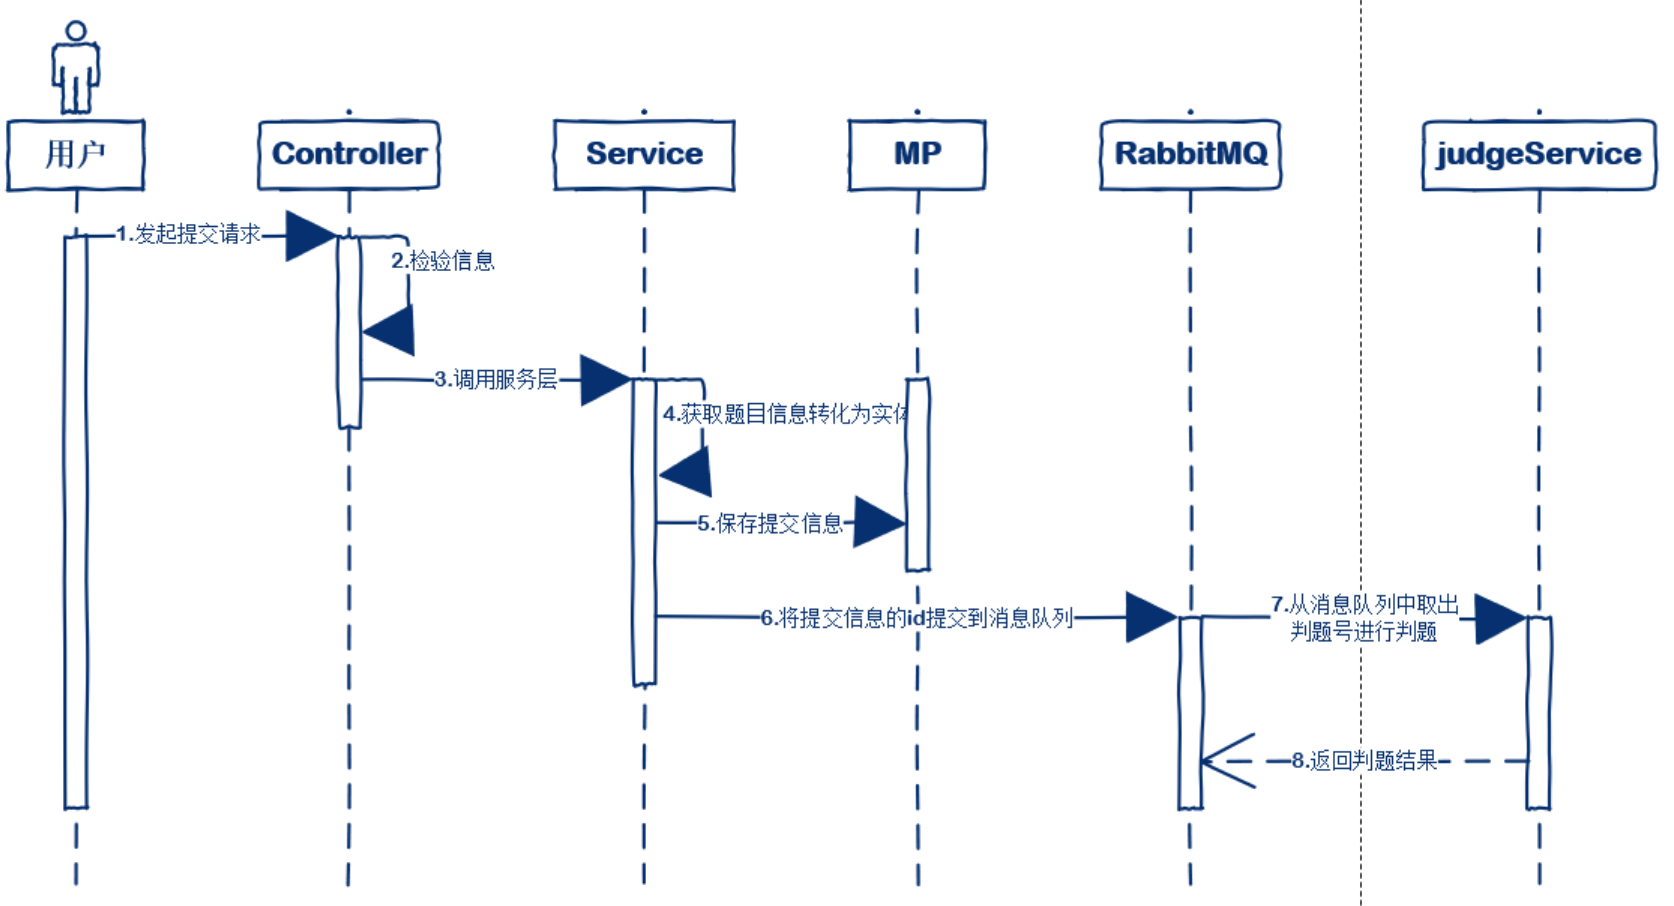 用户
Controller
Service
MP
RabbitMQ
judgeService
1.发起提交请求
2.检验信息
3.调用服务层
4.获取题目信息转化为实体
5.保存提交信息
6.将提交信息的id提交到消息队列
7.从消息队列中取出
判题号进行判题
8.返回判题结果